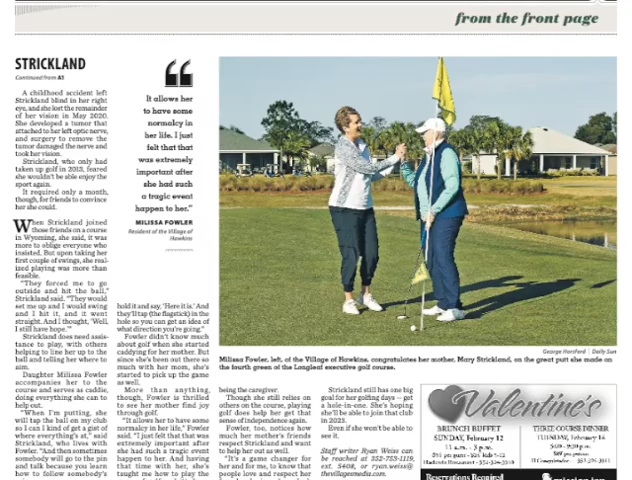 from the front page
STRICKLAND
Continued from A1
A childhood accident left
Strickland blind in her right
eye, and she lost the remainder
of her vision in May 2020.
She developed a tumor that
attached to her left optic nerve,
and surgery to remove the
tumor damaged the nerve and
took her vision.
Strickland, who only had
taken up golf in 2013, feared
she wouldn't be able enjoy the
sport again.
It required only a month,
though, for friends to convince
her she could.
When Strickland joined
those friends on a course
in Wyoming, she said, it was
more to oblige everyone who
insisted. But upon taking her
first couple of swings, she real-
ized playing was more than
feasible.
"They forced me to go
outside and hit the ball,"
Strickland said. "They would
set me up and I would swing
and I hit it, and it went
straight. And I thought, 'Well,
I still have hope.'"
Strickland does need assis-
tance to play, with others
helping to line her up to the
ball and telling her where to
aim.
Daughter Milissa Fowler
accompanies her to the
course and serves as caddie,
doing everything she can to
help out.
"When I'm putting, she
will tap the ball on my club
so I can I kind of get a gist of
where everything's at," said
Strickland, who lives with
Fowler. "And then sometimes
somebody will go to the pin
and talk because you learn
how to follow somebody's
“
It allows her
to have some
normalcy in
her life. I just
felt that that
was extremely
important after
she had such
a tragic event
happen to her."
MILISSA FOWLER
Resident of the Village of
Hawkins
hold it and say, 'Here it is.' And
they'll tap (the flagstick) in the
hole so you can get an idea of
what direction you're going."
Fowler didn't know much
about golf when she started
caddying for her mother. But
since she's been out there so
much with her mom, she's
started to pick up the game
as well.
More than anything,
though, Fowler is thrilled
to see her mother find joy
through golf.
"It allows her to have some
normalcy in her life," Fowler
said. "I just felt that that was
extremely important after
she had such a tragic event
happen to her. And having
that time with her, she's
taught me how to play the
George Horsford | Daily Sun
Milissa Fowler, left, of the Village of Hawkins, congratulates her mother, Mary Strickland, on the great putt she made on
the fourth green of the Longleaf executive golf course.
being the caregiver.
Though she still relies on
others on the course, playing
golf does help her get that
sense of independence again.
Fowler, too, notices how
much her mother's friends
respect Strickland and want
to help her out as well.
"It's a game changer for
her and for me, to know that
people love and respect her
Strickland still has one big
goal for her golfing days — get
a hole-in-one. She's hoping
she'll be able to join that club
in 2023.
Even if she won't be able to
see it.
Staff writer Ryan Weiss can
be reached at 352-753-1119,
ext. 5408, or ryan.weiss@
thevillagesmedia.com.
Valentine's
BRUNCH BUFFET
SUNDAY, February 12
11 a.m. - 3 p.m.
THREE COURSE DINNER
TUESDAY, February 14
Reservations Required